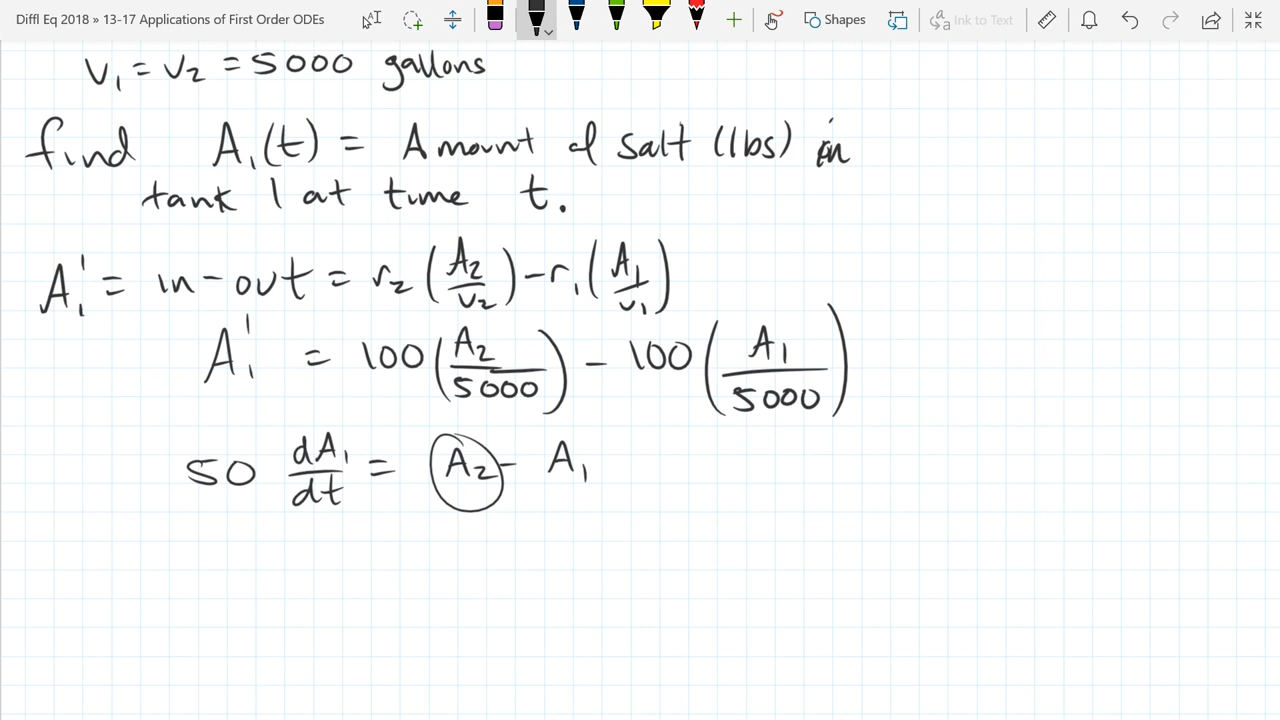 Diffl Eq 2018 » 13-17 Applications of First Order ODEs
Shapes
Ink to Text
V₁ = V₂ = 5000 gallons
find A₁(t) = Amount of salt (lbs) in
tank 1 at time t.
A₁' = in-out = r₂(A₂/V₂) - r₁(A₁/V₁)
A₁' = 100(A₂/5000) - 100(A₁/5000)
50 dA₁/dt = A₂ - A₁